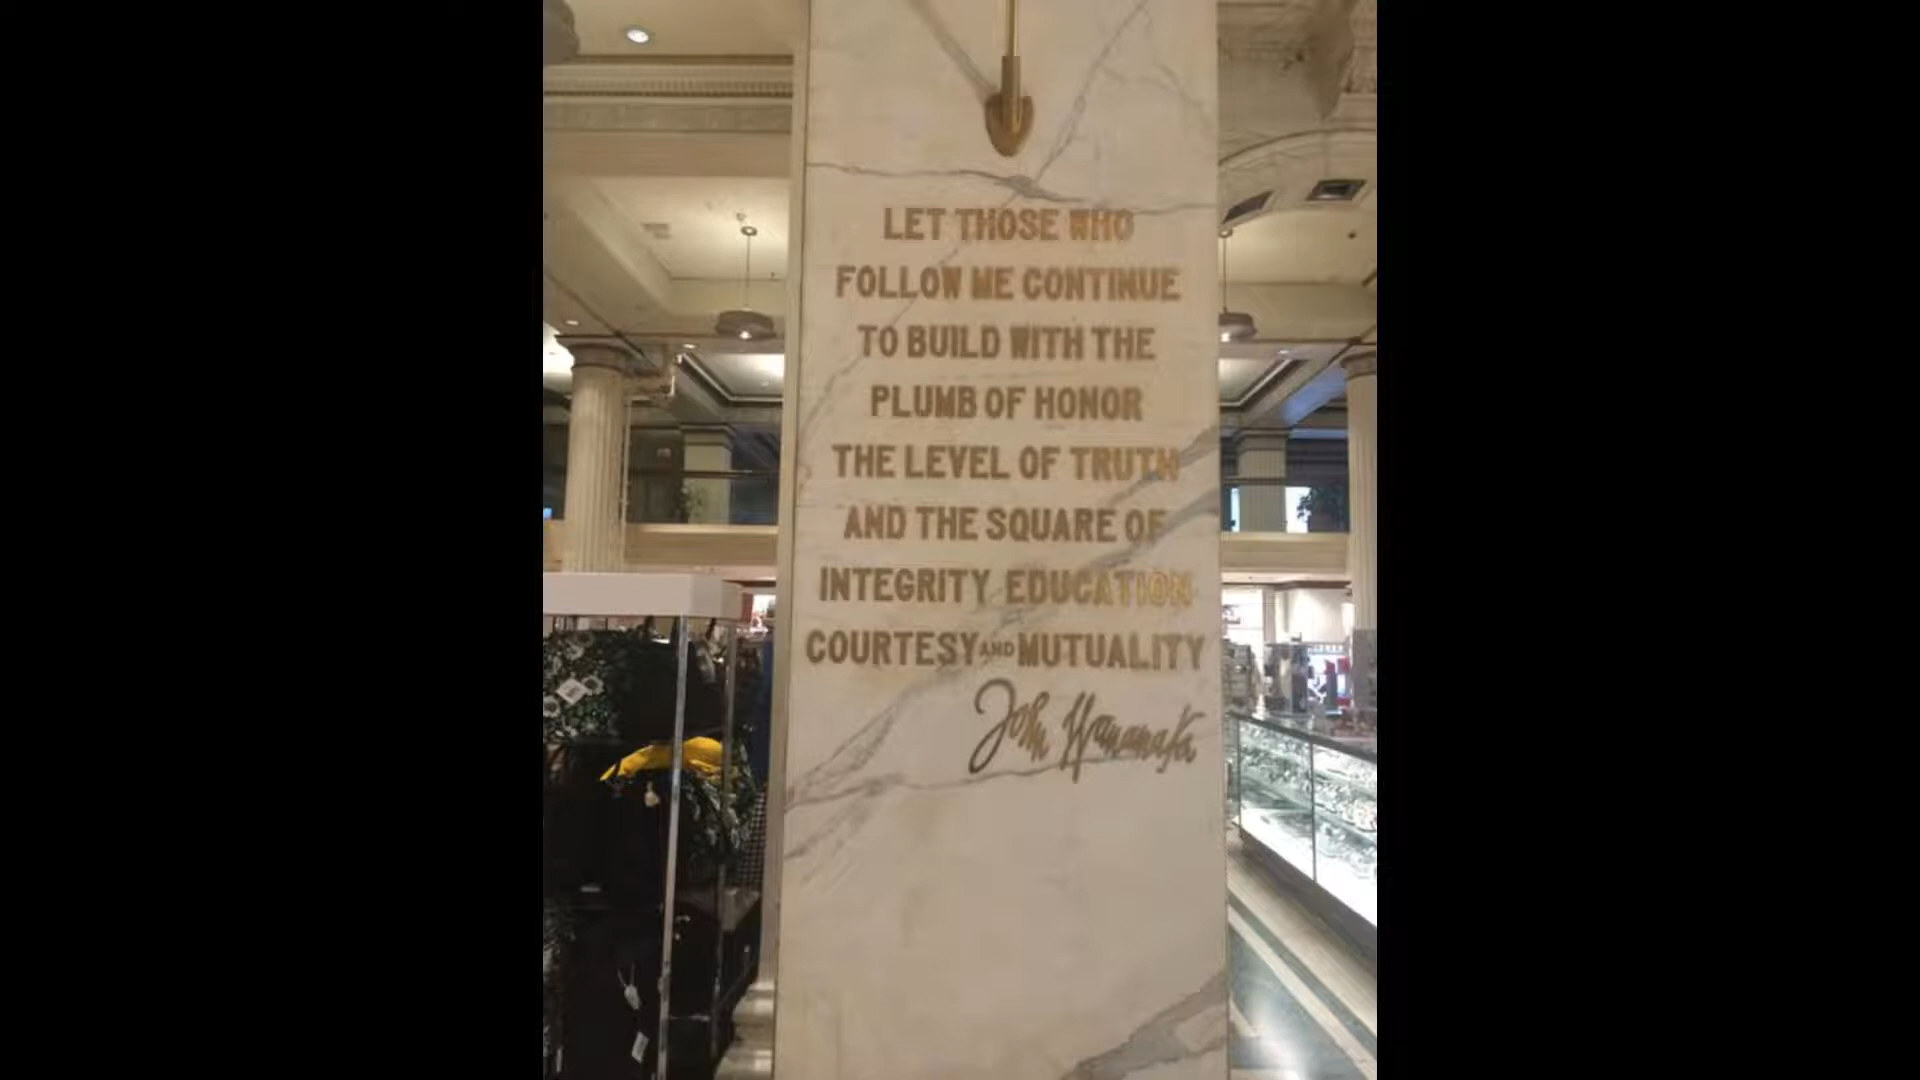 LET THOSE WHO
FOLLOW ME CONTINUE
TO BUILD WITH THE
PLUMB OF HONOR
THE LEVEL OF TRUTH
AND THE SQUARE OF
INTEGRITY EDUCATION
COURTESY AND MUTUALITY
John Wanamaker